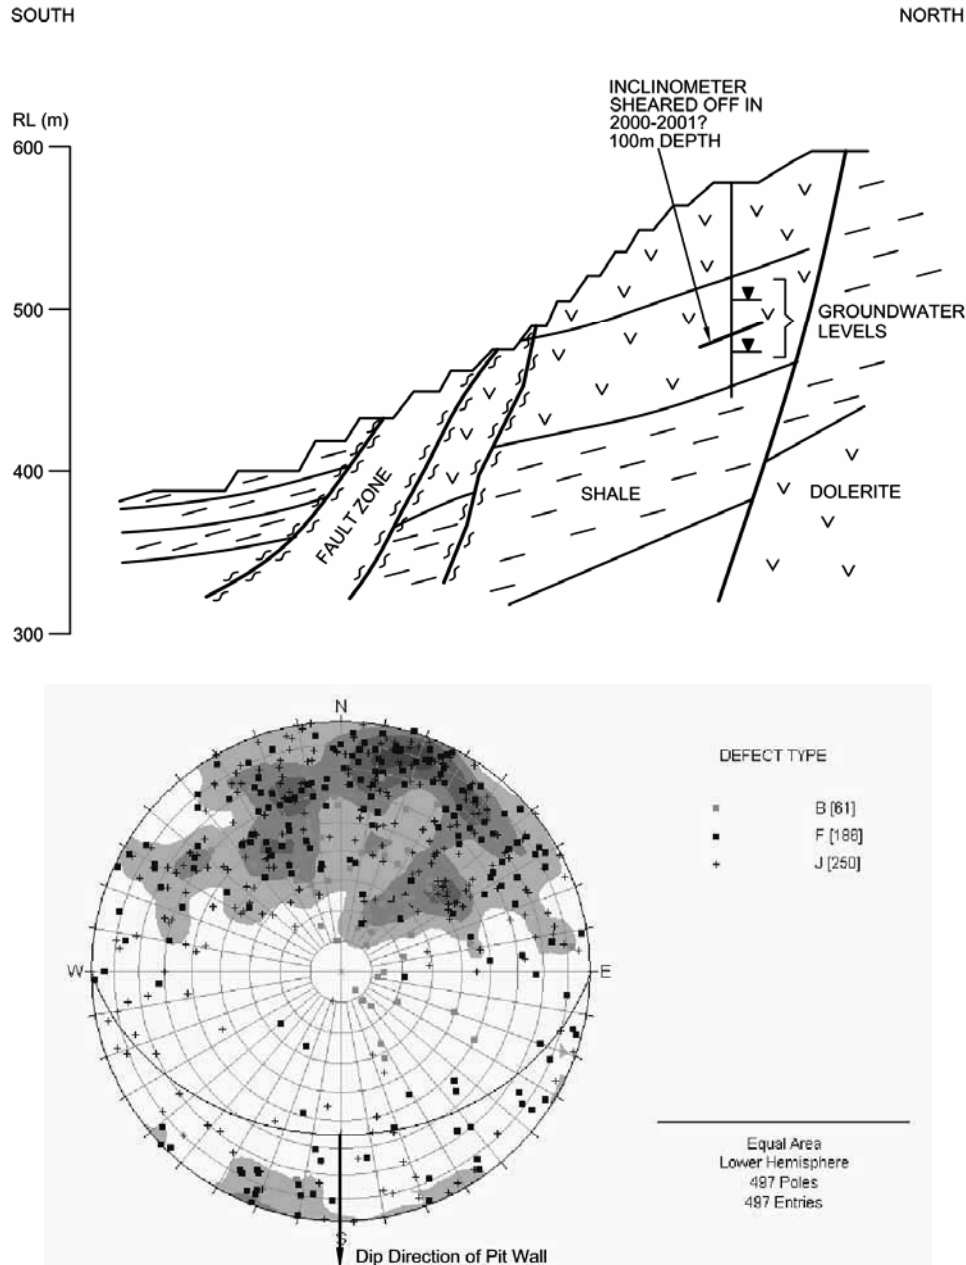 SOUTH
NORTH
INCLINOMETER
SHEARED OFF IN
2000-2001?
100m DEPTH
RL (m)
600
500
400
300
GROUNDWATER
LEVELS
FAULT ZONE
SHALE
DOLERITE
N
W
E
S
DEFECT TYPE
B [61]
F [186]
J [250]
Equal Area
Lower Hemisphere
497 Poles
497 Entries
Dip Direction of Pit Wall